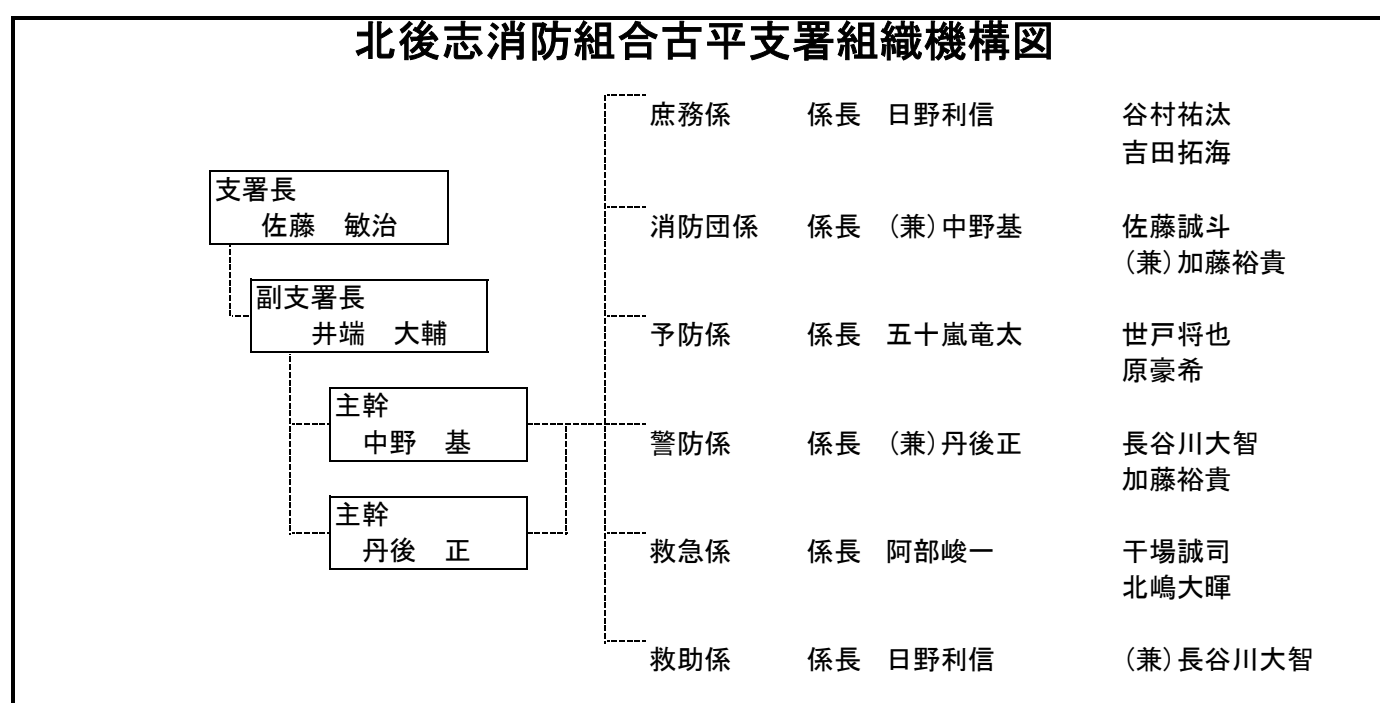 北後志消防組合古平支署組織機構図
支署長
佐藤　敏治
副支署長
井端　大輔
主幹
中野　基
主幹
丹後　正
庶務係　係長　日野利信　谷村祐汰
吉田拓海
消防団係　係長　(兼)中野基　佐藤誠斗
(兼)加藤裕貴
予防係　係長　五十嵐竜太　世戸将也
原豪希
警防係　係長　(兼)丹後正　長谷川大智
加藤裕貴
救急係　係長　阿部峻一　干場誠司
北嶋大暉
救助係　係長　日野利信　(兼)長谷川大智